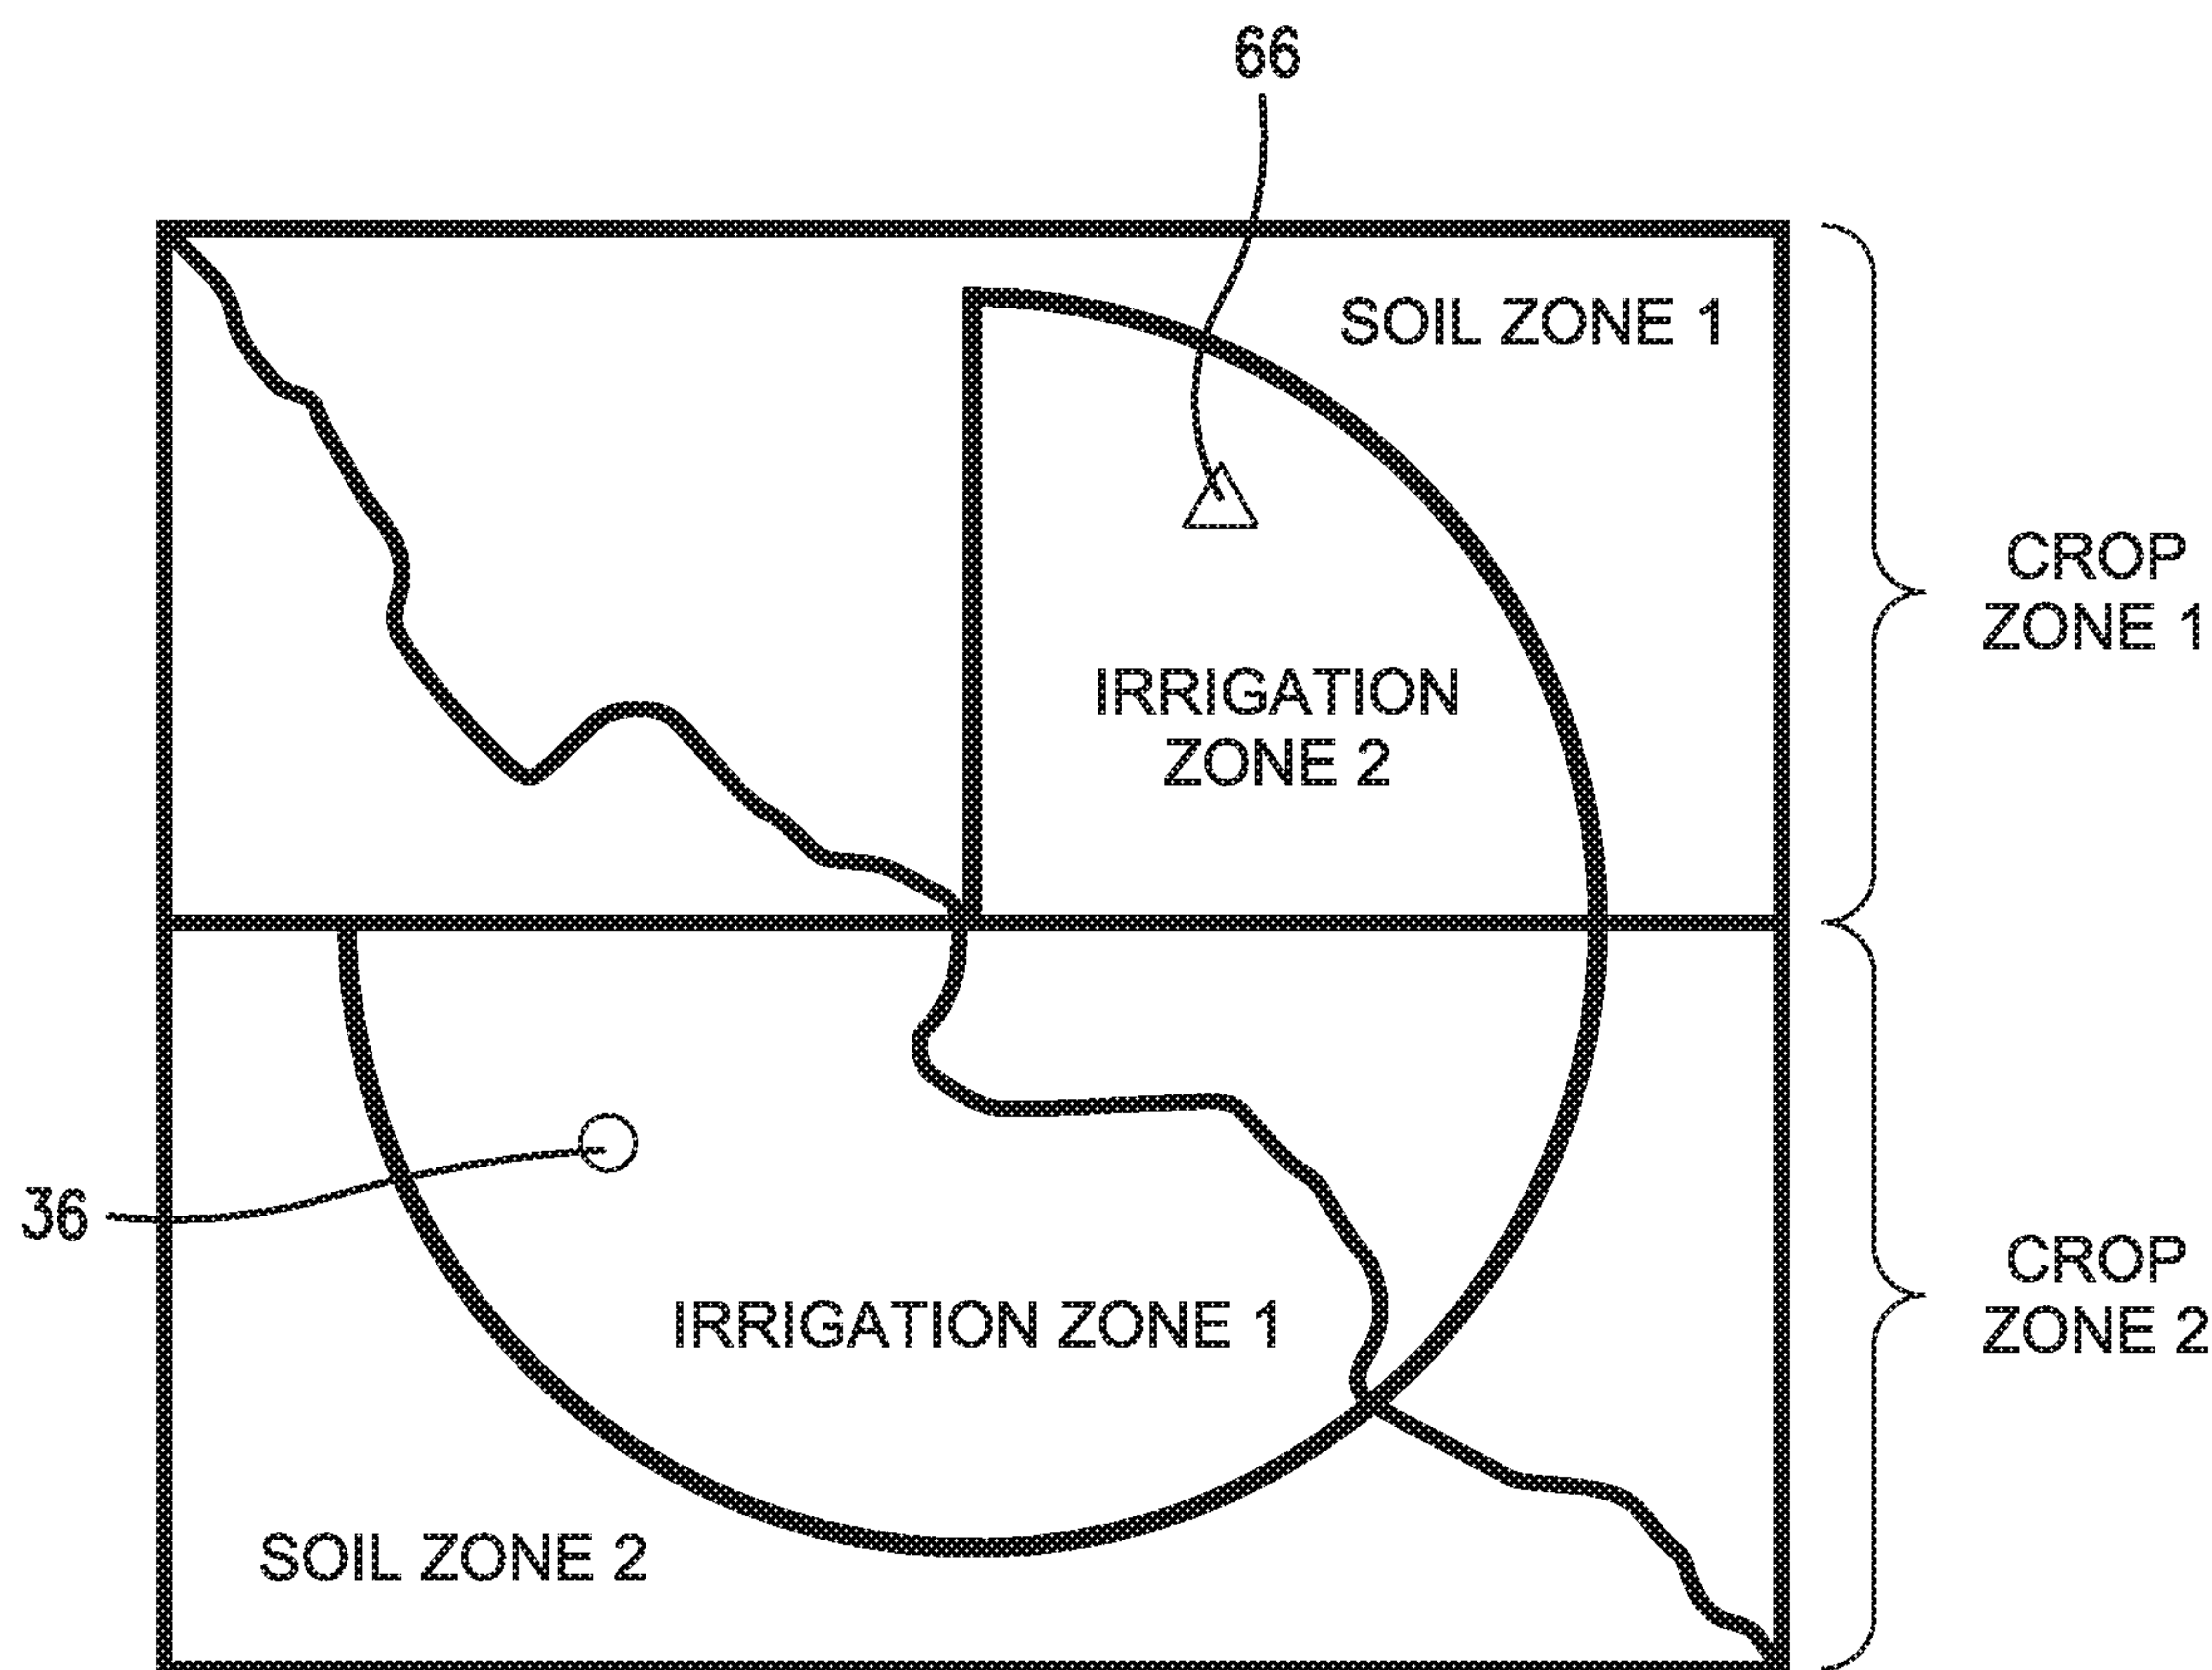 66
SOIL ZONE 1
CROP
ZONE 1
IRRIGATION
ZONE 2
36
IRRIGATION ZONE 1
CROP
ZONE 2
SOIL ZONE 2